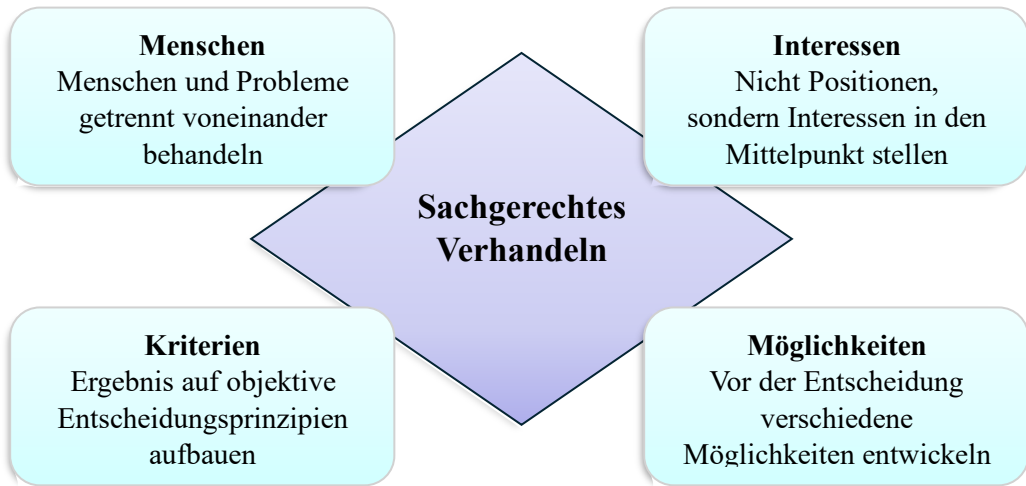 Menschen
Menschen und Probleme
getrennt voneinander
behandeln
Interessen
Nicht Positionen,
sondern Interessen in den
Mittelpunkt stellen
Sachgerechtes
Verhandeln
Kriterien
Ergebnis auf objektive
Entscheidungsprinzipien
aufbauen
Möglichkeiten
Vor der Entscheidung
verschiedene
Möglichkeiten entwickeln